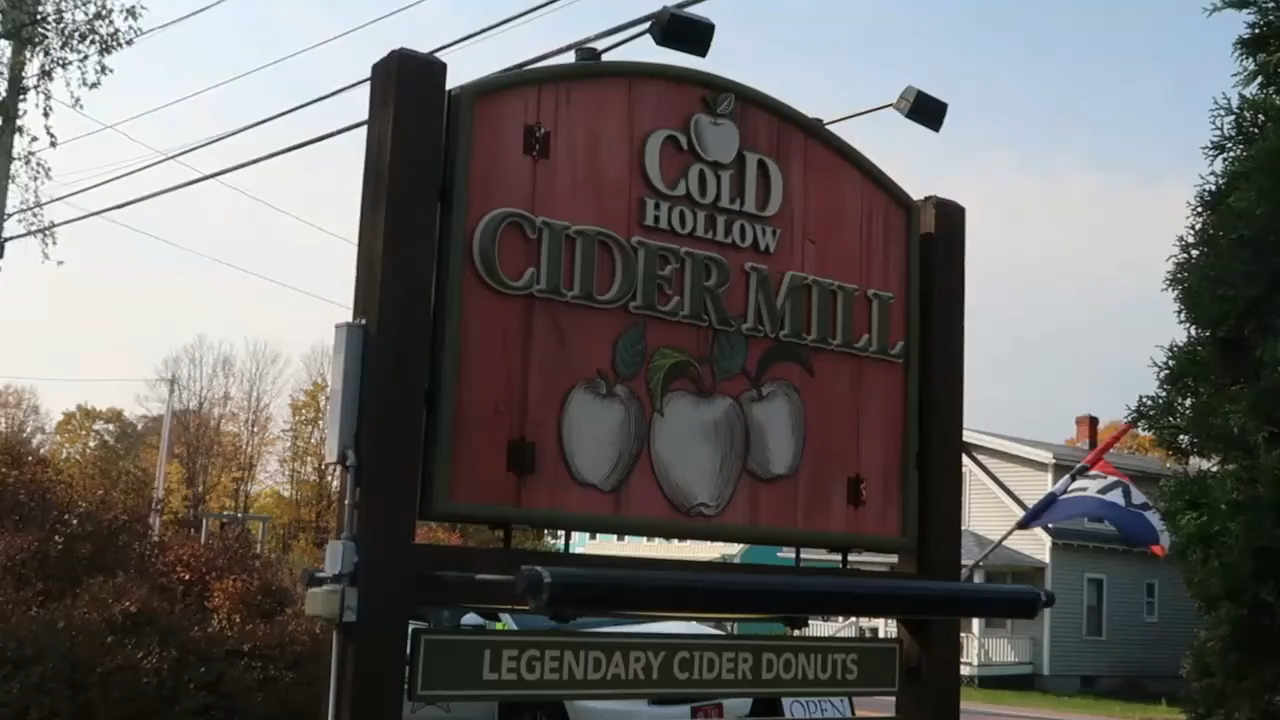 COLD
HOLLOW
CIDER MILL
LEGENDARY CIDER DONUTS
OPEN